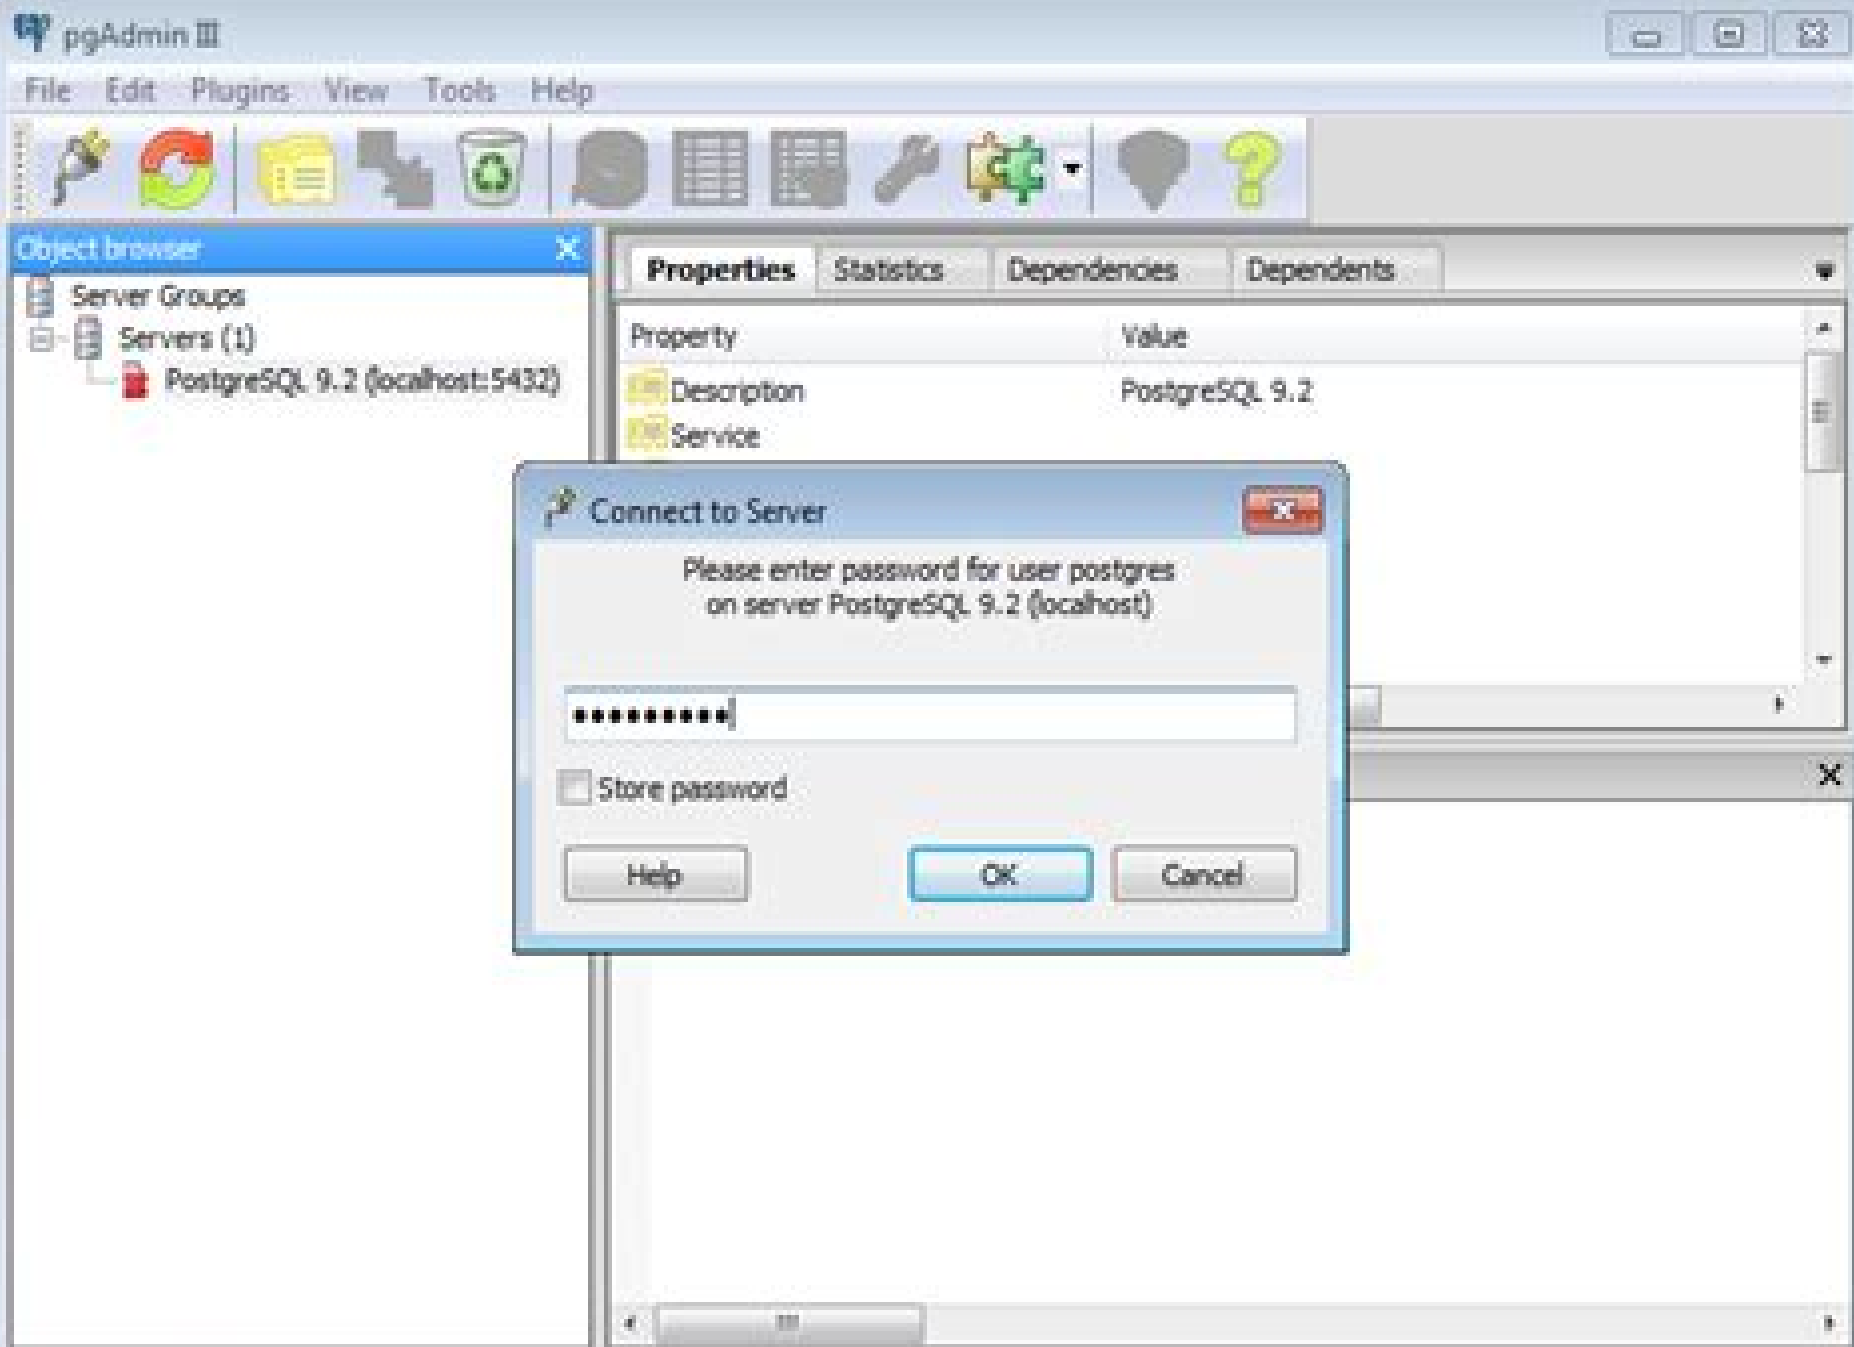 pgAdmin III
File Edit Plugins View Tools Help
Object browser
Server Groups
Servers (1)
PostgreSQL 9.2 (localhost:5432)
Properties Statistics Dependencies Dependents
Property Value
Description PostgreSQL 9.2
Service
Connect to Server
Please enter password for user postgres
on server PostgreSQL 9.2 (localhost)
Store password
Help OK Cancel